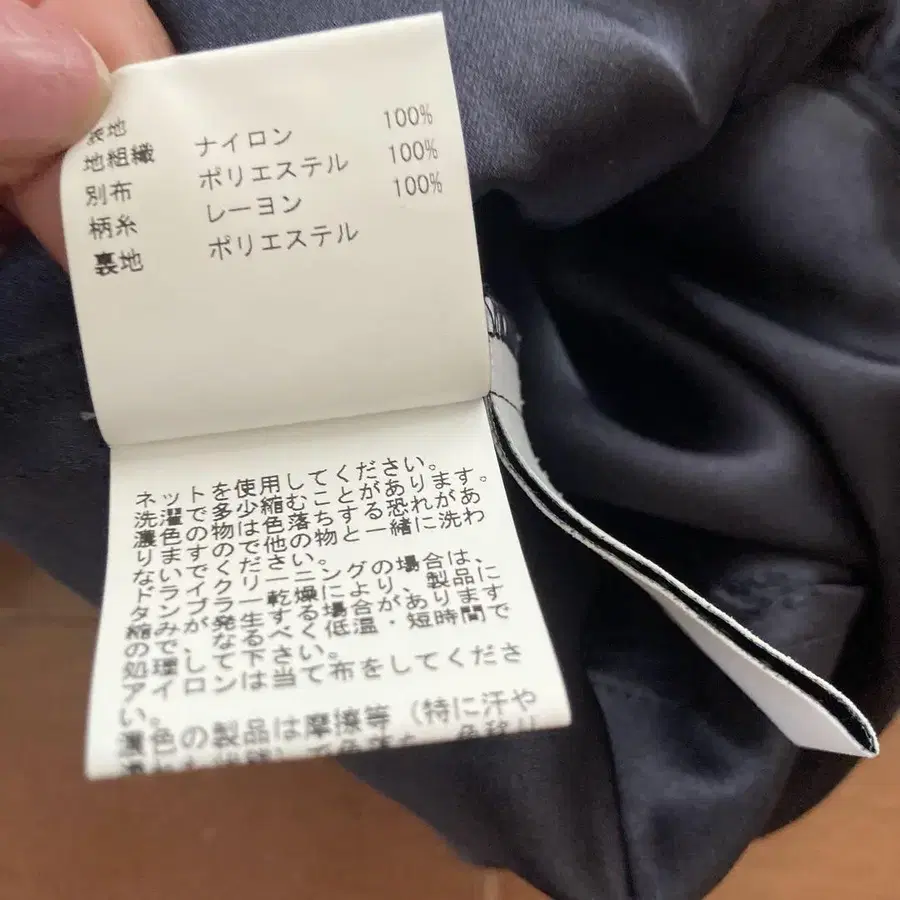 表地
地組織 ナイロン 100%
別布 ポリエステル 100%
柄糸 レーヨン 100%
裏地 ポリエステル
ネットを使用してください。
洗濯で多少縮むことがあります。
濃色の物は色落ちする恐れがあ
りますので他の物と一緒に洗わ
ないでください。
ドライクリーニングの場合は、
タンブラー乾燥により、製品に
縮みが発生する場合があります
ので、なるべく低温・短時間で
処理して下さい。
アイロンは当て布をしてくださ
い。
濃色の製品は摩擦等(特に汗や